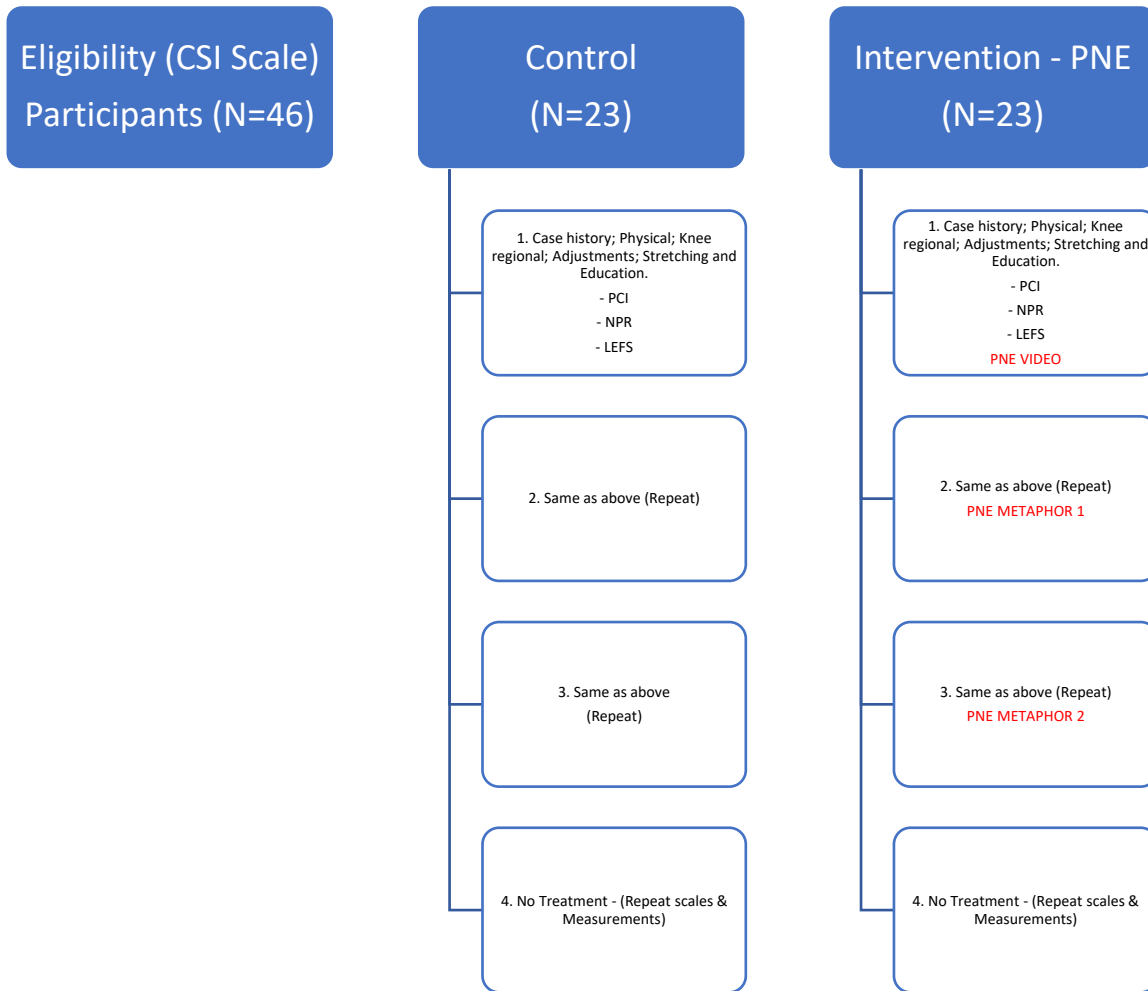 Eligibility (CSI Scale)
Participants (N=46)
Control
(N=23)
1. Case history; Physical; Knee
regional; Adjustments; Stretching and
Education.
- PCI
- NPR
- LEFS
2. Same as above (Repeat)
3. Same as above
(Repeat)
4. No Treatment - (Repeat scales &
Measurements)
Intervention - PNE
(N=23)
1. Case history; Physical; Knee
regional; Adjustments; Stretching and
Education.
- PCI
- NPR
- LEFS
PNE VIDEO
2. Same as above (Repeat)
PNE METAPHOR 1
3. Same as above (Repeat)
PNE METAPHOR 2
4. No Treatment - (Repeat scales &
Measurements)